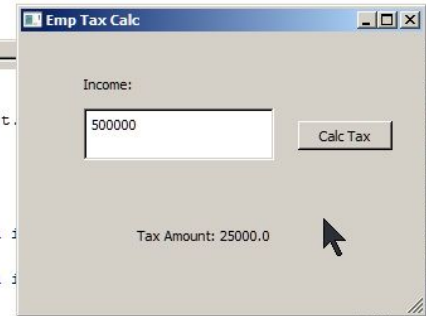 Emp Tax Calc
Income:
t.
500000
Calc Tax
i
Tax Amount: 25000.0
i